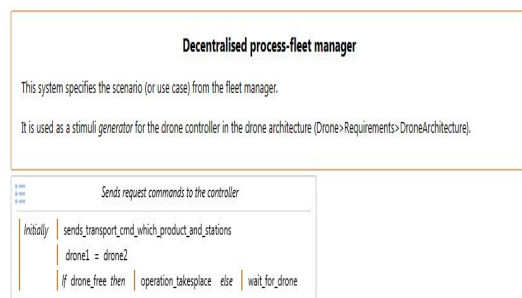 Decentralised process-fleet manager
This system specifies the scenario (or use case) from the fleet manager.
It is used as a stimuli generator for the drone controller in the drone architecture (Drone>Requirements>DroneArchitecture).
Sends request commands to the controller
Initially sends_transport_cmd_which_product_and_stations
drone1 = drone2
If drone_free then operation_takesplace else wait_for_drone